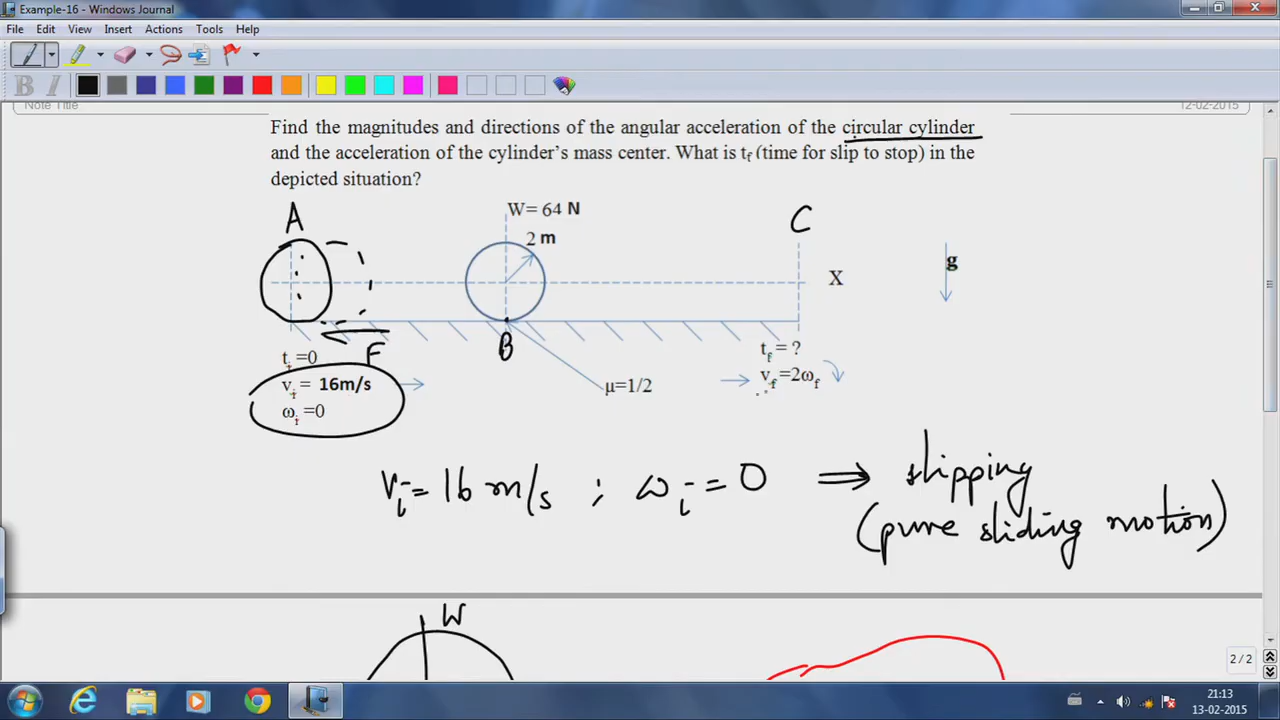 Example-16 - Windows Journal
File Edit View Insert Actions Tools Help
B I
Note Title
12-02-2015
Find the magnitudes and directions of the angular acceleration of the circular cylinder
and the acceleration of the cylinder's mass center. What is tf (time for slip to stop) in the
depicted situation?
A
W= 64 N
C
2 m
g
X
F
B
ti =0
vi = 16m/s
ωi =0
μ=1/2
tf = ?
vf =2ωf
vi = 16 m/s ; ωi = 0 ⇒ slipping
(pure sliding motion)
W
2 / 2
21:13
13-02-2015